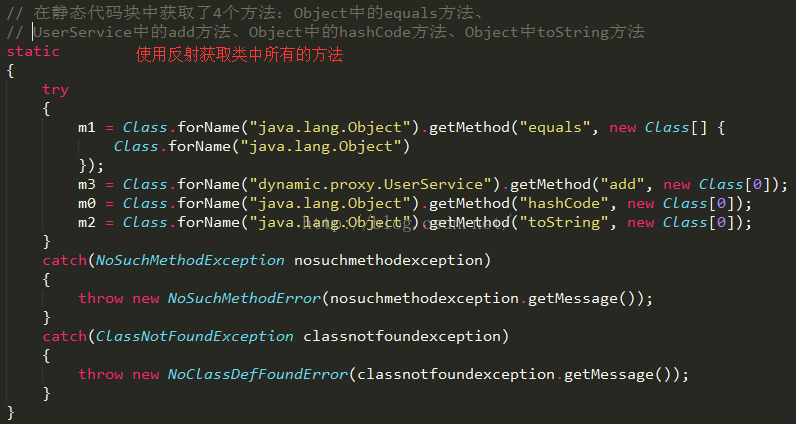 // 在静态代码块中获取了4个方法：Object中的equals方法、
// UserService中的add方法、Object中的hashCode方法、Object中toString方法
static 使用反射获取类中所有的方法
{
    try
    {
        m1 = Class.forName("java.lang.Object").getMethod("equals", new Class[] {
            Class.forName("java.lang.Object")
        });
        m3 = Class.forName("dynamic.proxy.UserService").getMethod("add", new Class[0]);
        m0 = Class.forName("java.lang.Object").getMethod("hashCode", new Class[0]);
        m2 = Class.forName("java.lang.Object").getMethod("toString", new Class[0]);
http://blog.csdn.net/
    }
    catch(NoSuchMethodException nosuchmethodexception)
    {
        throw new NoSuchMethodError(nosuchmethodexception.getMessage());
    }
    catch(ClassNotFoundException classnotfoundexception)
    {
        throw new NoClassDefFoundError(classnotfoundexception.getMessage());
    }
}